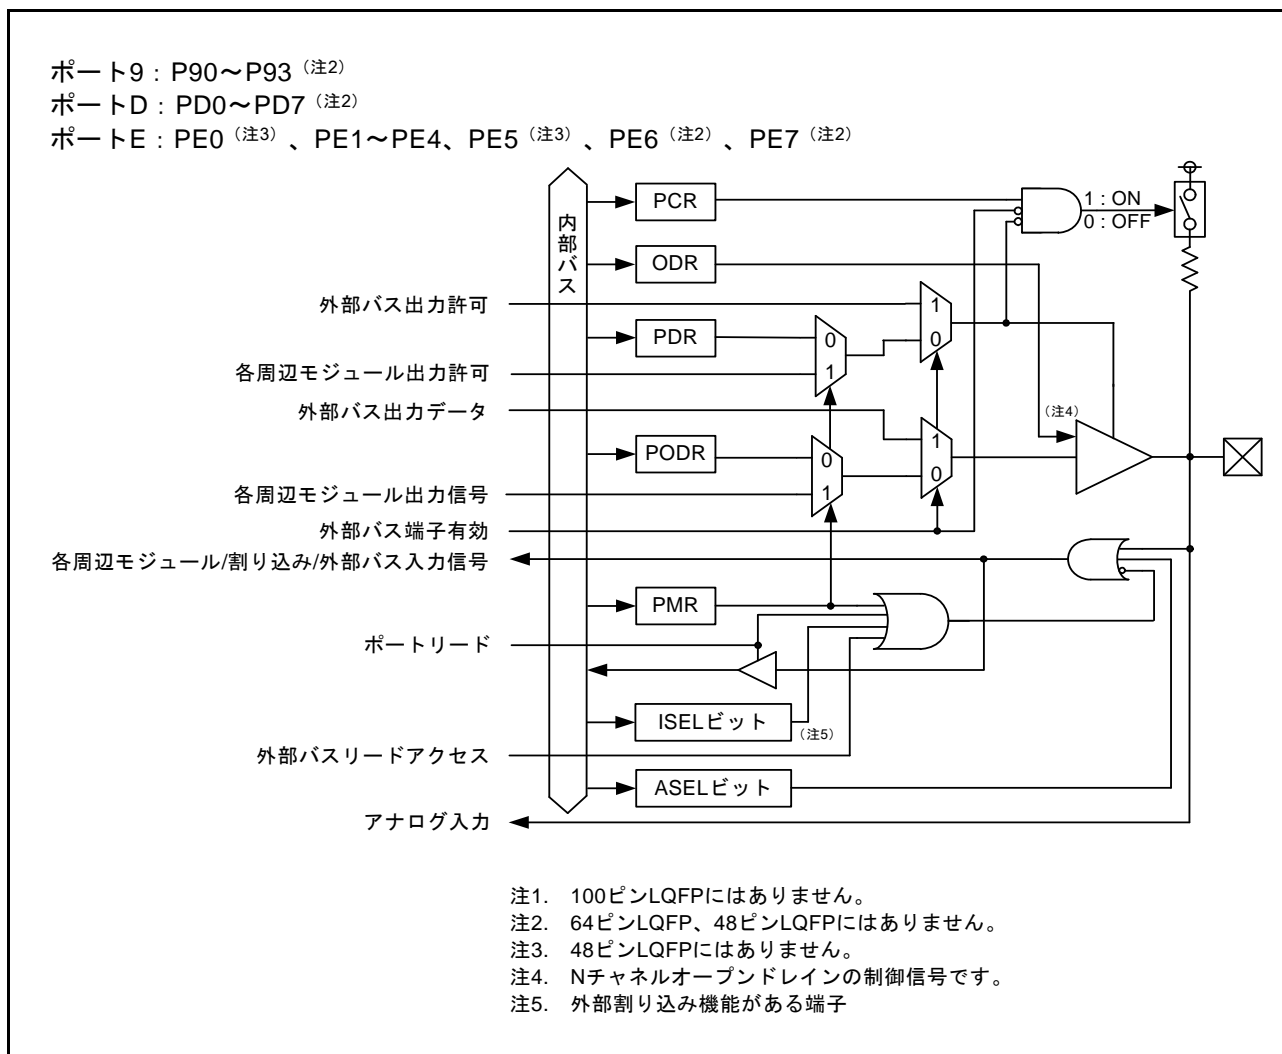 ポート9：P90～P93（注2）
ポートD：PD0～PD7（注2）
ポートE：PE0（注3）、PE1～PE4、PE5（注3）、PE6（注2）、PE7（注2）
内部バス
PCR
1 : ON
0 : OFF
ODR
外部バス出力許可
1
0
PDR
0
1
各周辺モジュール出力許可
外部バス出力データ
（注4）
1
0
PODR
0
1
各周辺モジュール出力信号
外部バス端子有効
各周辺モジュール/割り込み/外部バス入力信号
PMR
ポートリード
ISELビット
（注5）
外部バスリードアクセス
ASELビット
アナログ入力
注1. 100ピンLQFPにはありません。
注2. 64ピンLQFP、48ピンLQFPにはありません。
注3. 48ピンLQFPにはありません。
注4. Nチャネルオープンドレインの制御信号です。
注5. 外部割り込み機能がある端子